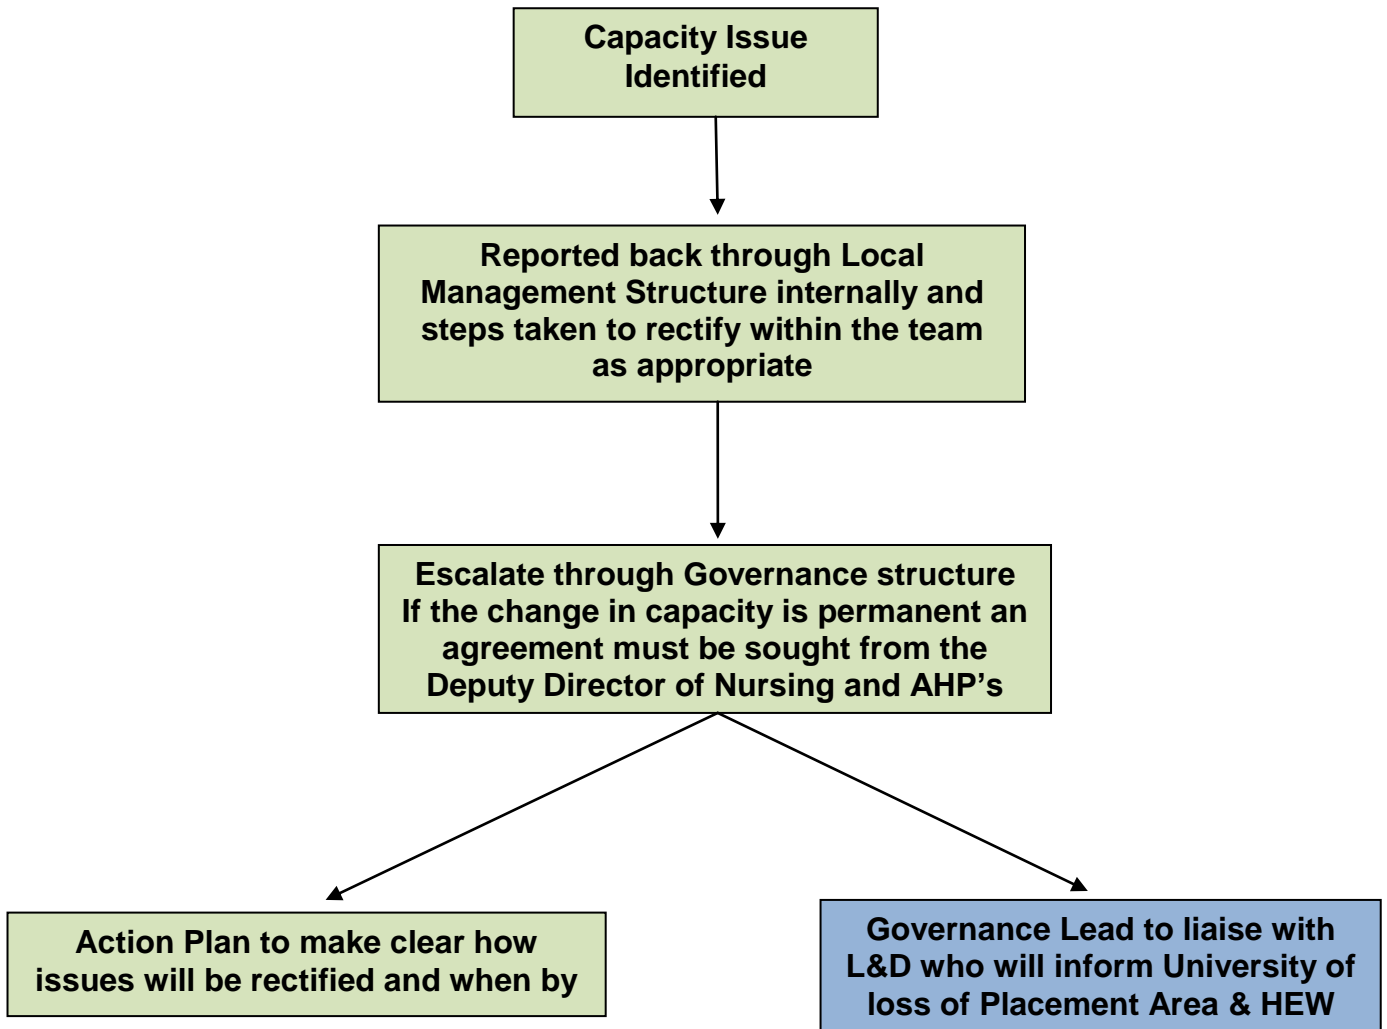 Capacity Issue
Identified
Reported back through Local
Management Structure internally and
steps taken to rectify within the team
as appropriate
Escalate through Governance structure
If the change in capacity is permanent an
agreement must be sought from the
Deputy Director of Nursing and AHP’s
Action Plan to make clear how
issues will be rectified and when by
Governance Lead to liaise with
L&D who will inform University of
loss of Placement Area & HEW